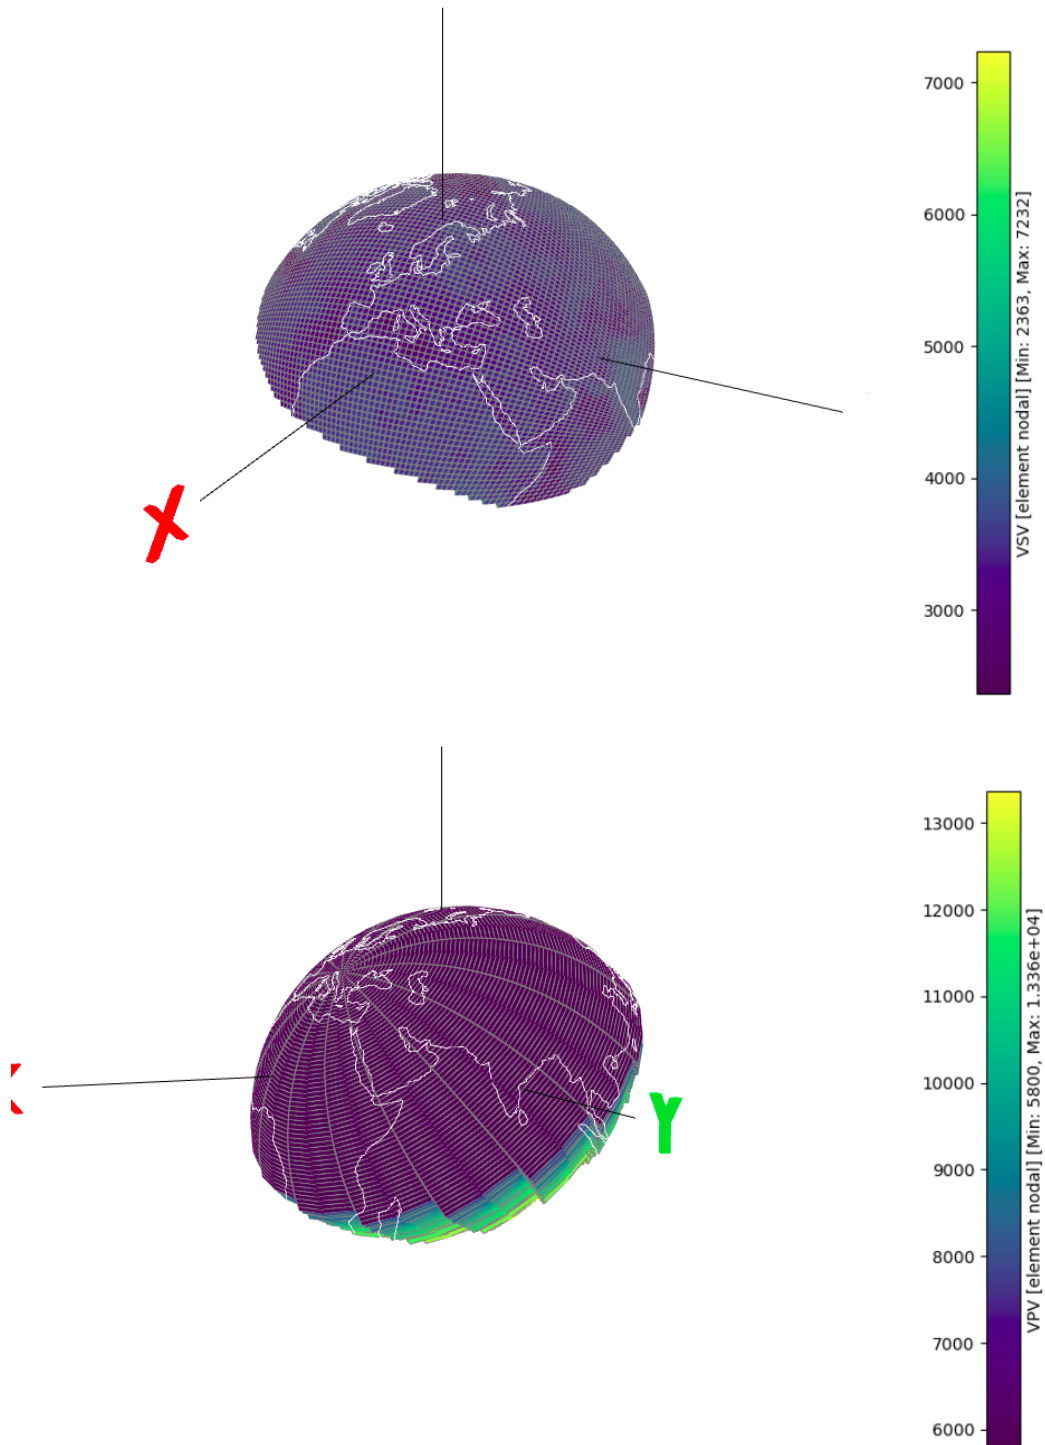 7000
6000
5000
4000
3000
VSV [element nodal] [Min: 2363, Max: 7232]
X
13000
12000
11000
10000
9000
8000
7000
6000
VPV [element nodal] [Min: 5800, Max: 1.336e+04]
X
Y